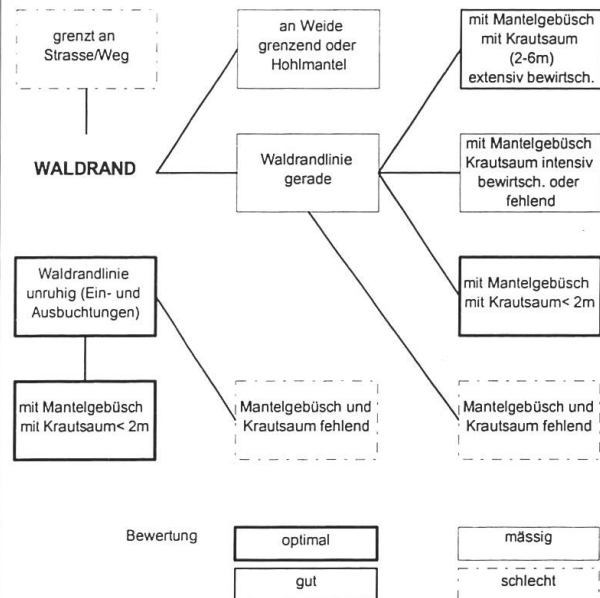 grenzt an
Strasse/Weg
an Weide
grenzend oder
Hohlmantel
mit Mantelgebüsch
mit Krautsaum
(2-6m)
extensiv bewirtsch.
WALDRAND
Waldrandlinie
gerade
mit Mantelgebüsch
Krautsaum intensiv
bewirtsch. oder
fehlend
Waldrandlinie
unruhig (Ein- und
Ausbuchtungen)
mit Mantelgebüsch
mit Krautsaum< 2m
mit Mantelgebüsch
mit Krautsaum< 2m
Mantelgebüsch und
Krautsaum fehlend
Mantelgebüsch und
Krautsaum fehlend
Bewertung
optimal
mässig
gut
schlecht